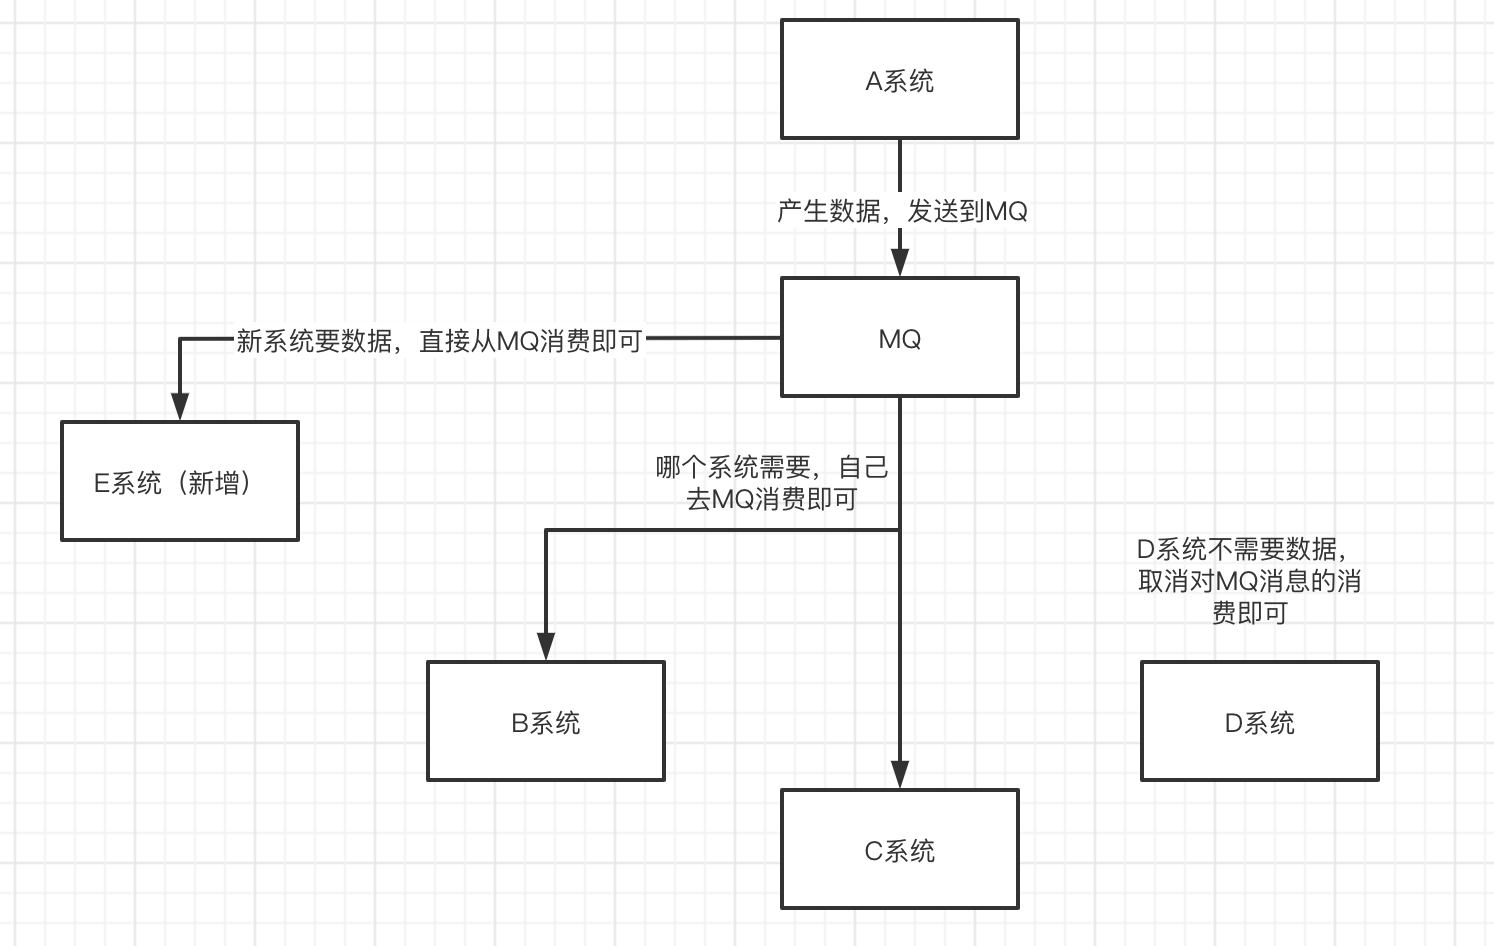 A系统
产生数据，发送到MQ
MQ
新系统要数据，直接从MQ消费即可
E系统（新增）
哪个系统需要，自己
去MQ消费即可
D系统不需要数据，
取消对MQ消息的消
费即可
B系统
D系统
C系统